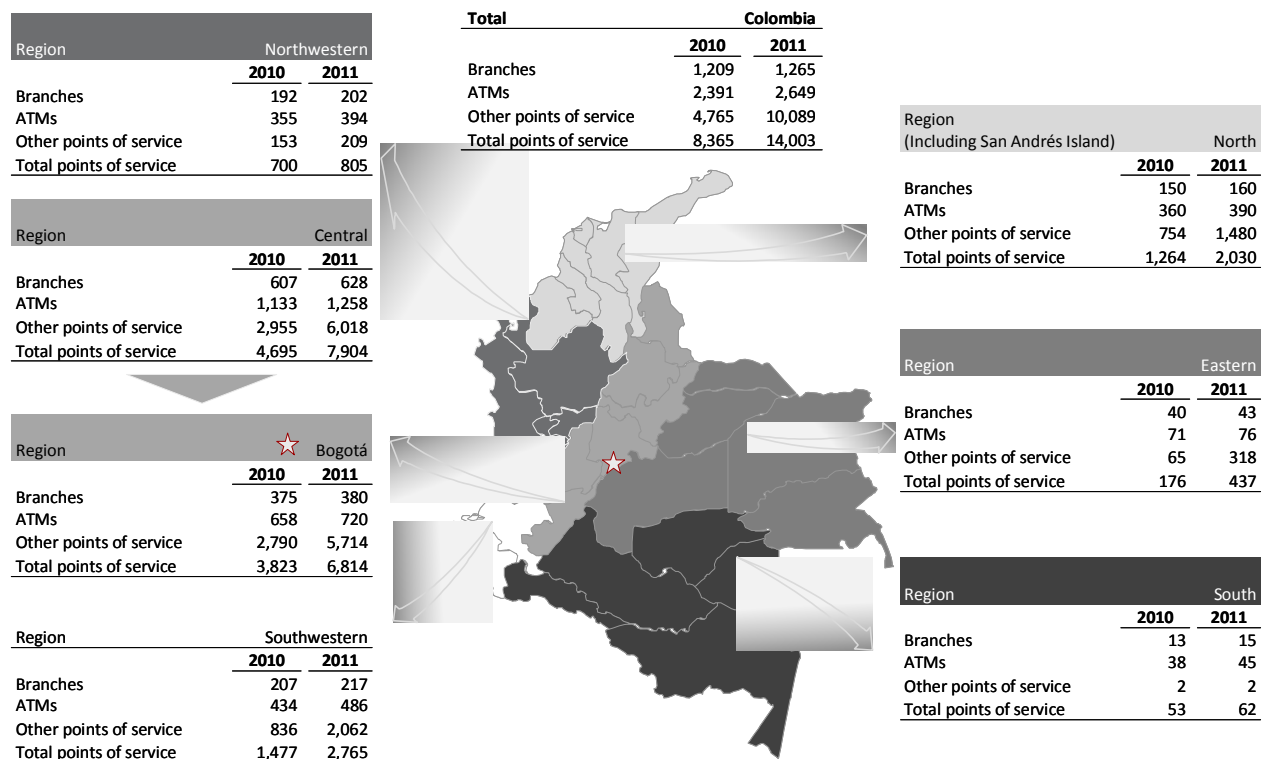 Total Colombia
2010 2011
Branches 1,209 1,265
ATMs 2,391 2,649
Other points of service 4,765 10,089
Total points of service 8,365 14,003
Region Northwestern
2010 2011
Branches 192 202
ATMs 355 394
Other points of service 153 209
Total points of service 700 805
Region Central
2010 2011
Branches 607 628
ATMs 1,133 1,258
Other points of service 2,955 6,018
Total points of service 4,695 7,904
Region Bogotá
2010 2011
Branches 375 380
ATMs 658 720
Other points of service 2,790 5,714
Total points of service 3,823 6,814
Region Southwestern
2010 2011
Branches 207 217
ATMs 434 486
Other points of service 836 2,062
Total points of service 1,477 2,765
Region
(Including San Andrés Island) North
2010 2011
Branches 150 160
ATMs 360 390
Other points of service 754 1,480
Total points of service 1,264 2,030
Region Eastern
2010 2011
Branches 40 43
ATMs 71 76
Other points of service 65 318
Total points of service 176 437
Region South
2010 2011
Branches 13 15
ATMs 38 45
Other points of service 2 2
Total points of service 53 62